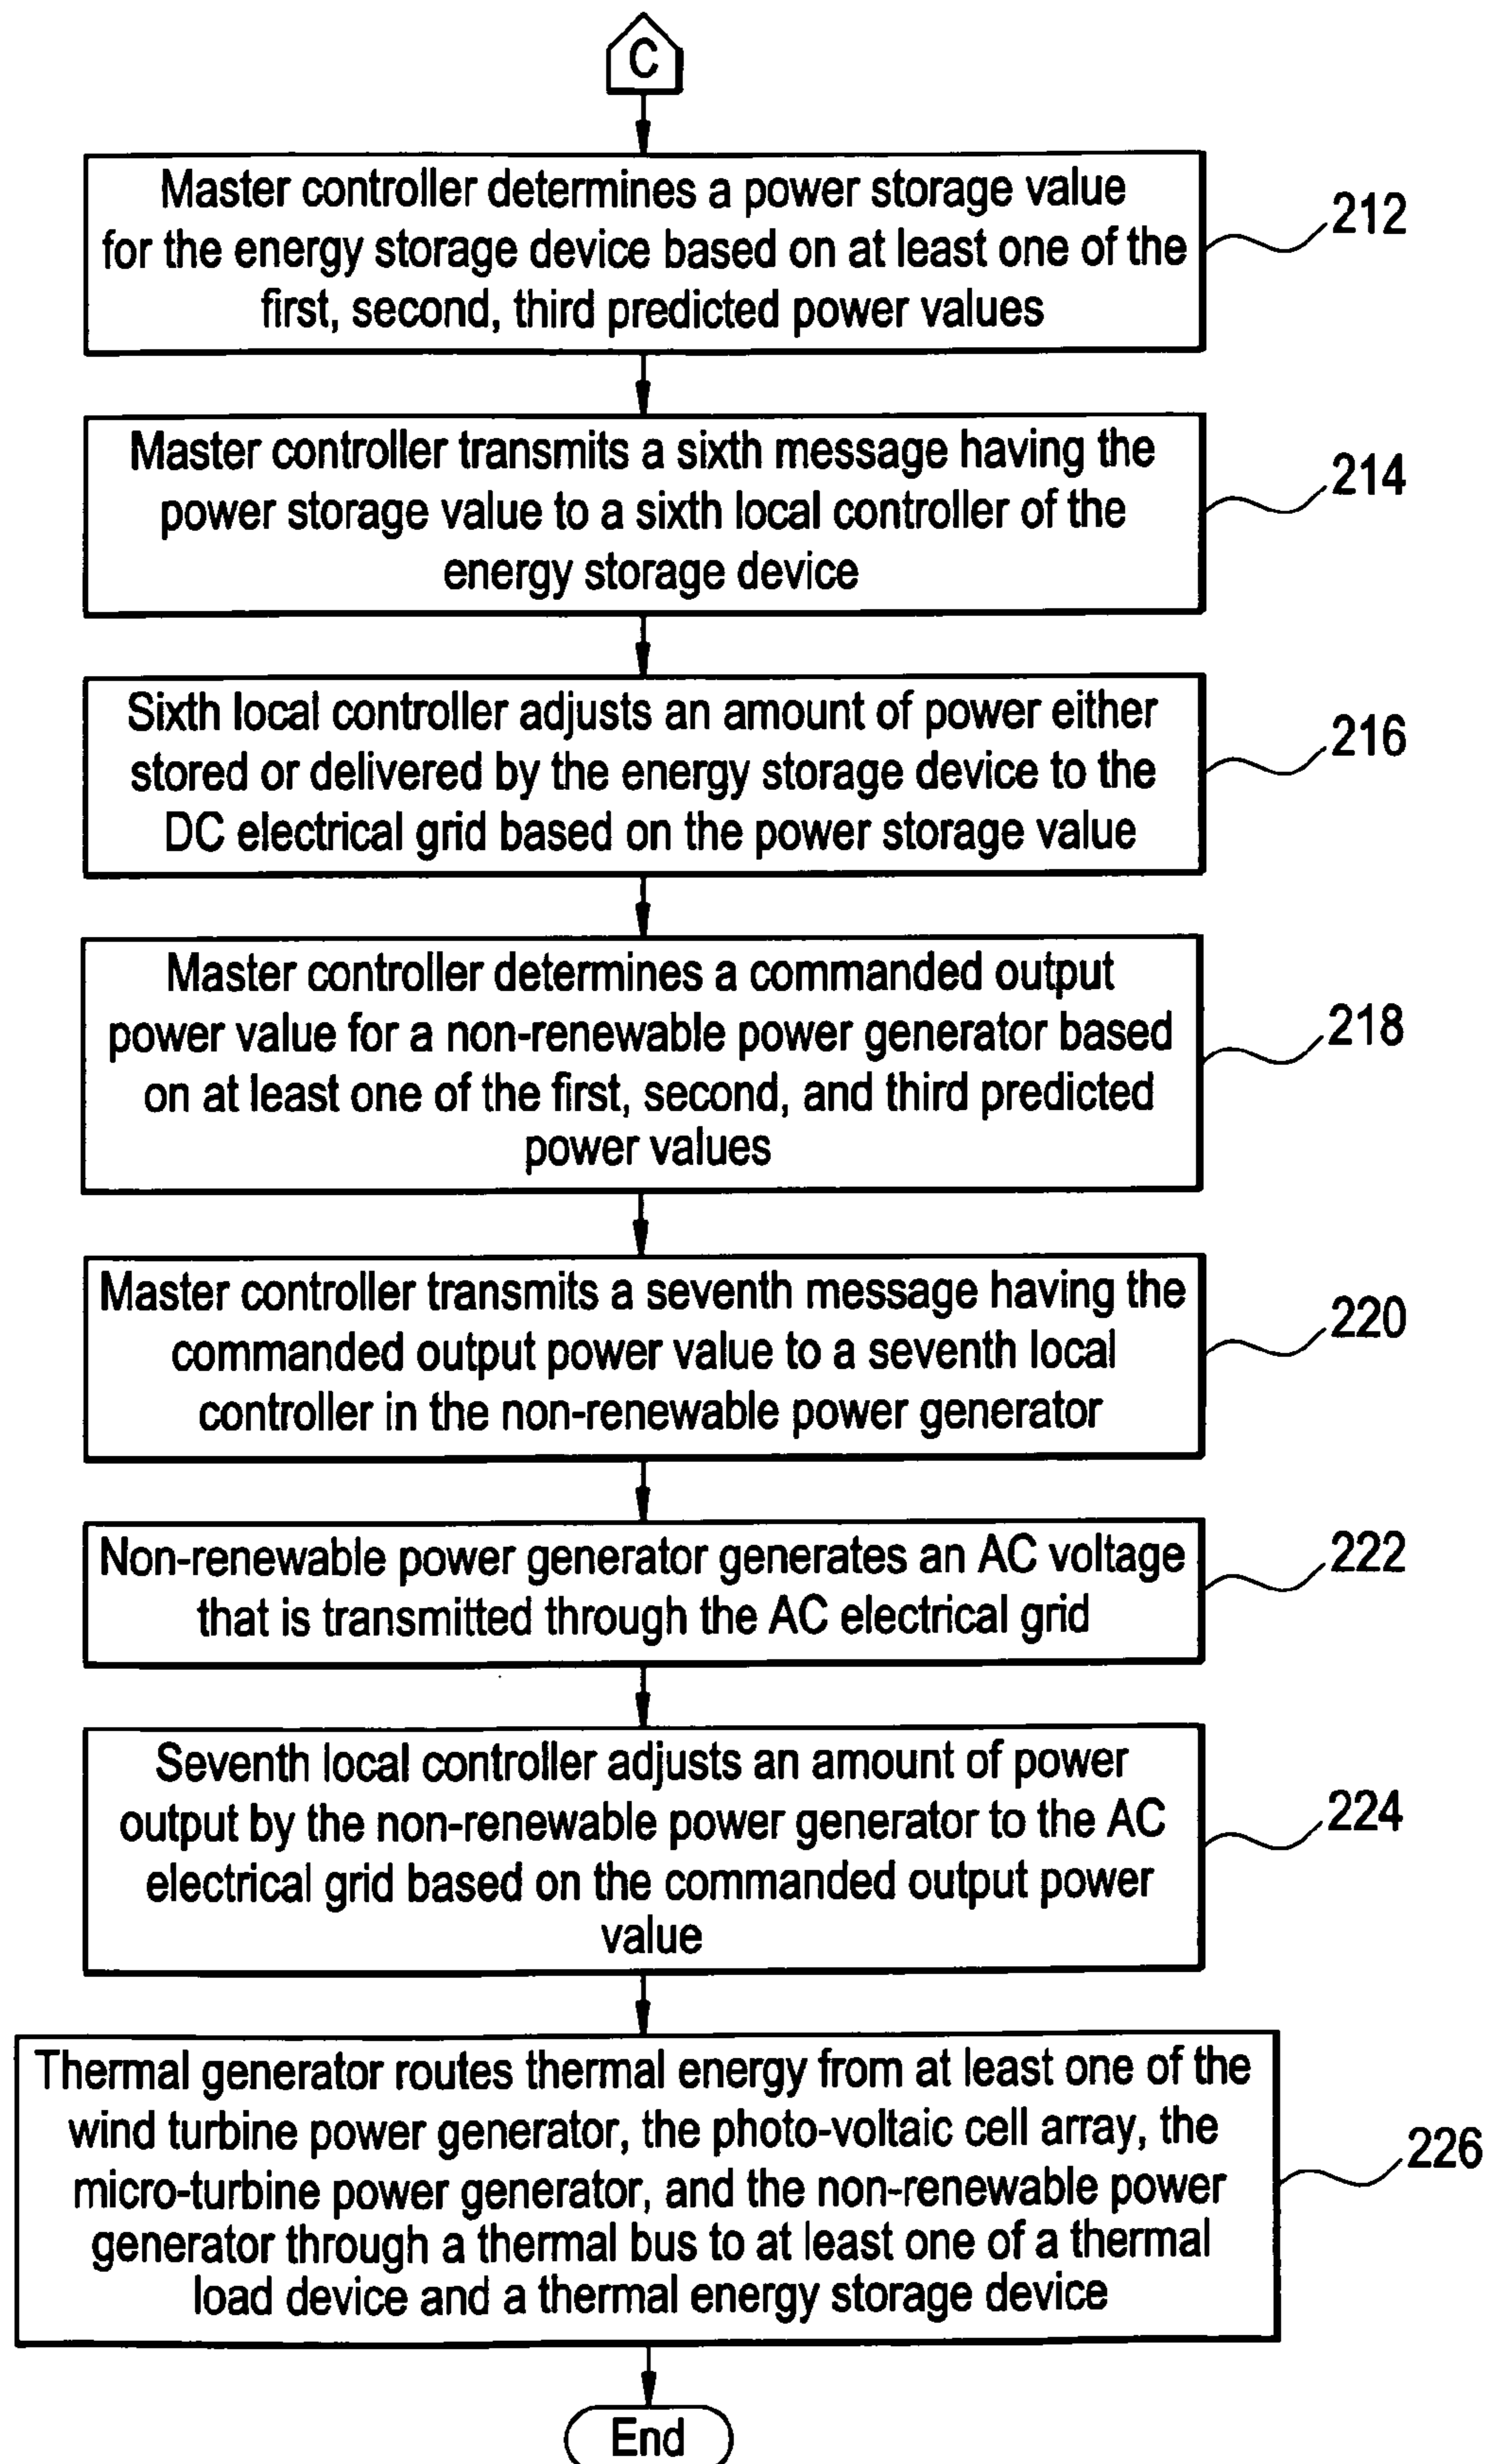 C
Master controller determines a power storage value
for the energy storage device based on at least one of the
first, second, third predicted power values
212
Master controller transmits a sixth message having the
power storage value to a sixth local controller of the
energy storage device
214
Sixth local controller adjusts an amount of power either
stored or delivered by the energy storage device to the
DC electrical grid based on the power storage value
216
Master controller determines a commanded output
power value for a non-renewable power generator based
on at least one of the first, second, and third predicted
power values
218
Master controller transmits a seventh message having the
commanded output power value to a seventh local
controller in the non-renewable power generator
220
Non-renewable power generator generates an AC voltage
that is transmitted through the AC electrical grid
222
Seventh local controller adjusts an amount of power
output by the non-renewable power generator to the AC
electrical grid based on the commanded output power
value
224
Thermal generator routes thermal energy from at least one of the
wind turbine power generator, the photo-voltaic cell array, the
micro-turbine power generator, and the non-renewable power
generator through a thermal bus to at least one of a thermal
load device and a thermal energy storage device
226
End